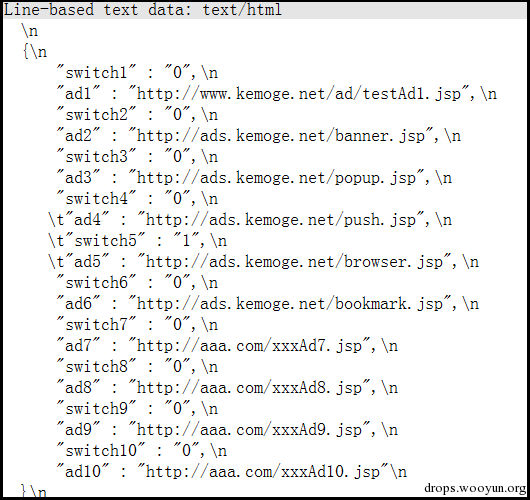 Line-based text data: text/html
\n
{\n
"switch1" : "0",\n
"ad1" : "http://www.kemoge.net/ad/testAd1.jsp",\n
"switch2" : "0",\n
"ad2" : "http://ads.kemoge.net/banner.jsp",\n
"switch3" : "0",\n
"ad3" : "http://ads.kemoge.net/popup.jsp",\n
"switch4" : "0",\n
\t"ad4" : "http://ads.kemoge.net/push.jsp",\n
\t"switch5" : "1",\n
\t"ad5" : "http://ads.kemoge.net/browser.jsp",\n
"switch6" : "0",\n
"ad6" : "http://ads.kemoge.net/bookmark.jsp",\n
"switch7" : "0",\n
"ad7" : "http://aaa.com/xxxAd7.jsp",\n
"switch8" : "0",\n
"ad8" : "http://aaa.com/xxxAd8.jsp",\n
"switch9" : "0",\n
"ad9" : "http://aaa.com/xxxAd9.jsp",\n
"switch10" : "0",\n
"ad10" : "http://aaa.com/xxxAd10.jsp"\n
}\n
drops.wooyun.org